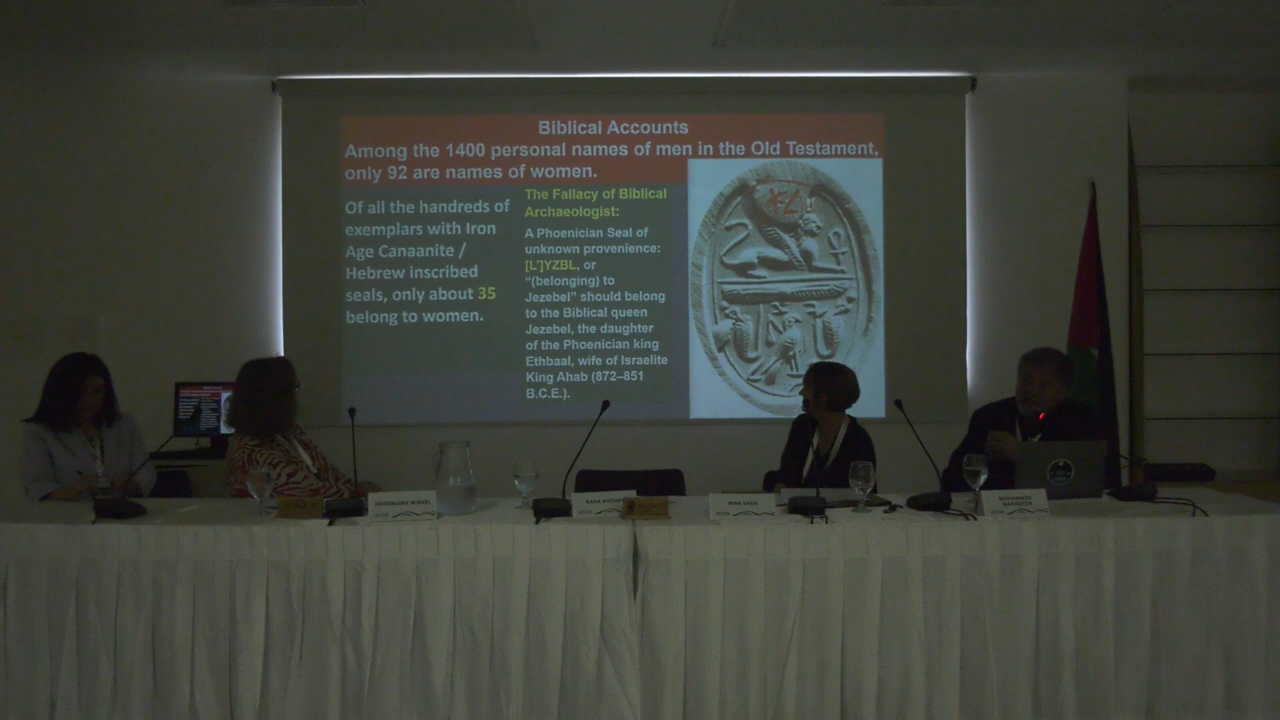 Biblical Accounts
Among the 1400 personal names of men in the Old Testament,
only 92 are names of women.
Of all the handreds of
exemplars with Iron
Age Canaanite /
Hebrew inscribed
seals, only about 35
belong to women.
The Fallacy of Biblical
Archaeologist:
A Phoenician Seal of
unknown provenience:
[L']YZBL, or
“(belonging) to
Jezebel” should belong
to the Biblical queen
Jezebel, the daughter
of the Phoenician king
Ethbaal, wife of Israelite
King Ahab (872–851
B.C.E.).